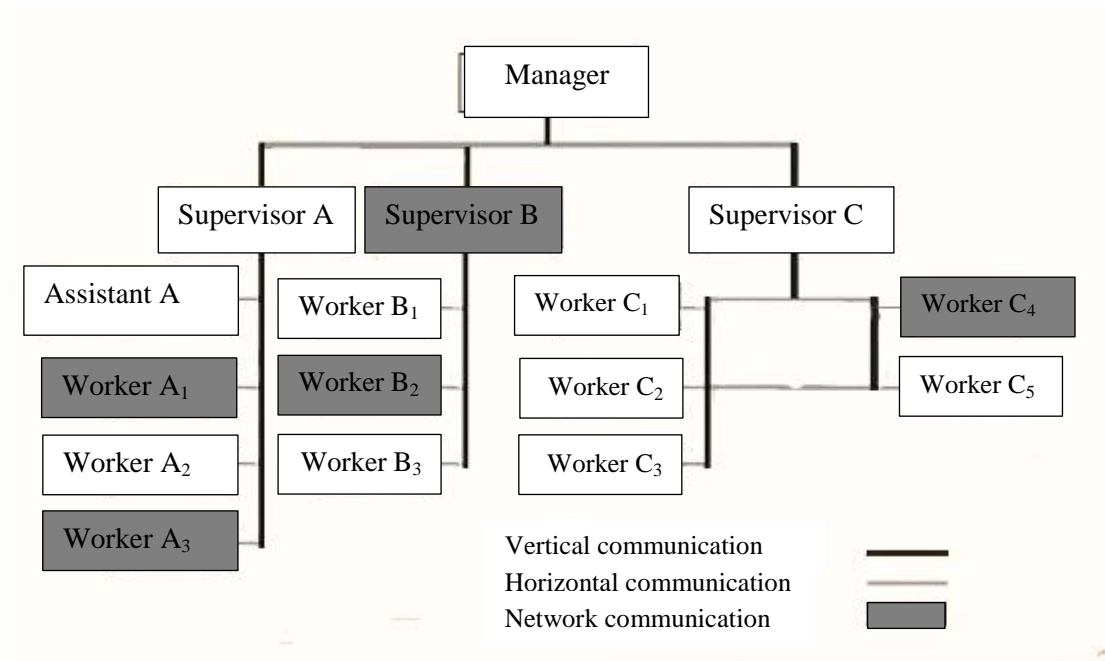 Manager
Supervisor A
Supervisor B
Supervisor C
Assistant A
Worker A₁
Worker A₂
Worker A₃
Worker B₁
Worker B₂
Worker B₃
Worker C₁
Worker C₂
Worker C₃
Worker C₄
Worker C₅
Vertical communication
Horizontal communication
Network communication